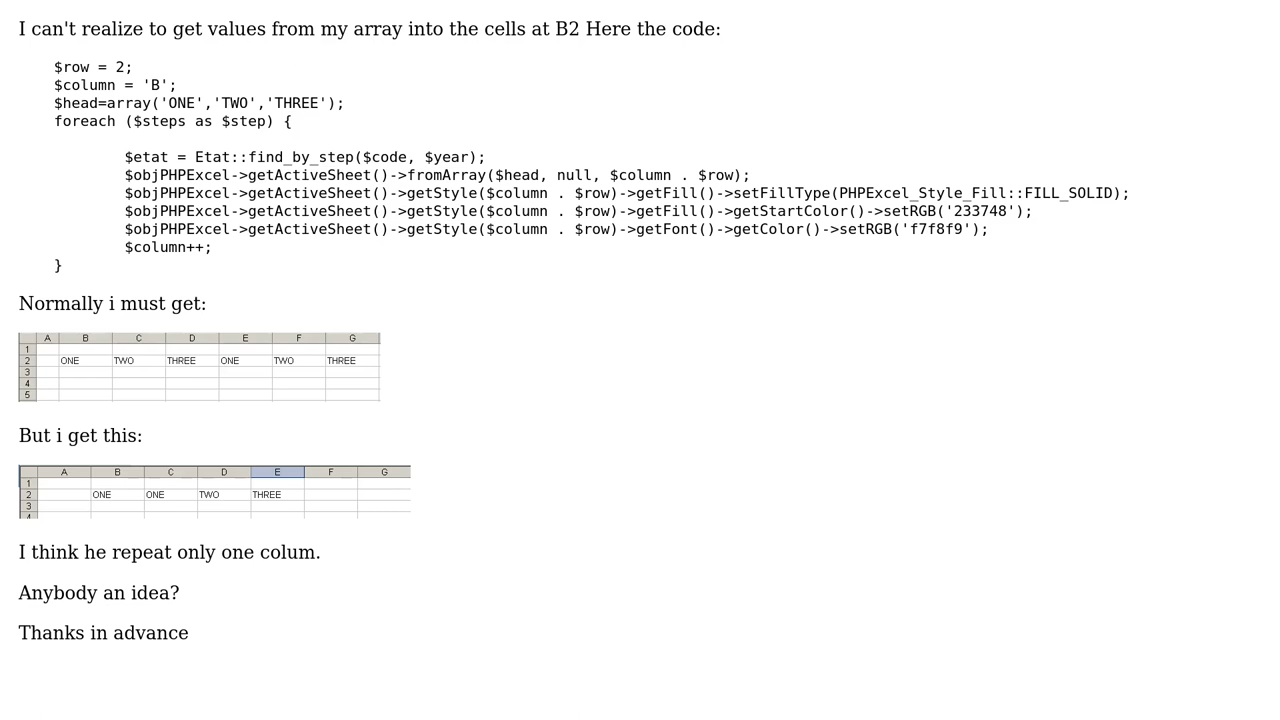 I can't realize to get values from my array into the cells at B2 Here the code:
$row = 2;
$column = 'B';
$head=array('ONE','TWO','THREE');
foreach ($steps as $step) {
$etat = Etat::find_by_step($code, $year);
$objPHPExcel->getActiveSheet()->fromArray($head, null, $column . $row);
$objPHPExcel->getActiveSheet()->getStyle($column . $row)->getFill()->setFillType(PHPExcel_Style_Fill::FILL_SOLID);
$objPHPExcel->getActiveSheet()->getStyle($column . $row)->getFill()->getStartColor()->setRGB('233748');
$objPHPExcel->getActiveSheet()->getStyle($column . $row)->getFont()->getColor()->setRGB('f7f8f9');
$column++;
}
Normally i must get:
A B C D E F G
1
2 ONE TWO THREE ONE TWO THREE
3
4
5
But i get this:
A B C D E F G
1
2 ONE ONE TWO THREE
3
4
I think he repeat only one colum.
Anybody an idea?
Thanks in advance